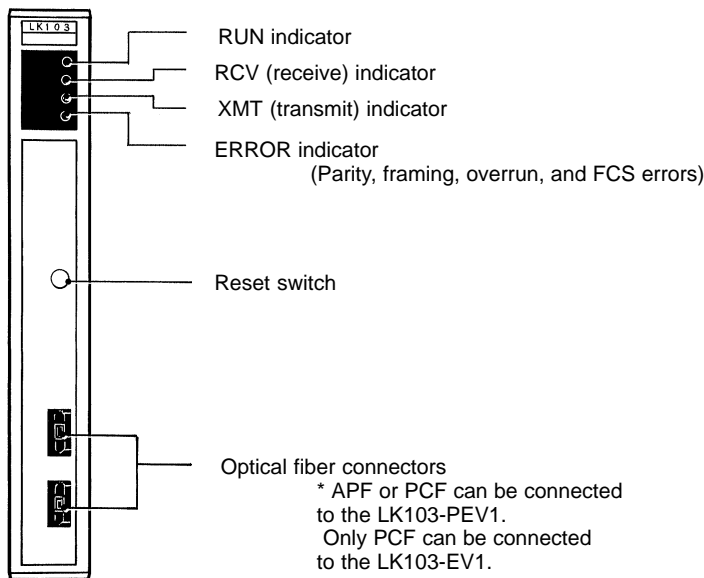 LK103
RUN indicator
RCV (receive) indicator
XMT (transmit) indicator
ERROR indicator
(Parity, framing, overrun, and FCS errors)
Reset switch
Optical fiber connectors
* APF or PCF can be connected
to the LK103-PEV1.
Only PCF can be connected
to the LK103-EV1.